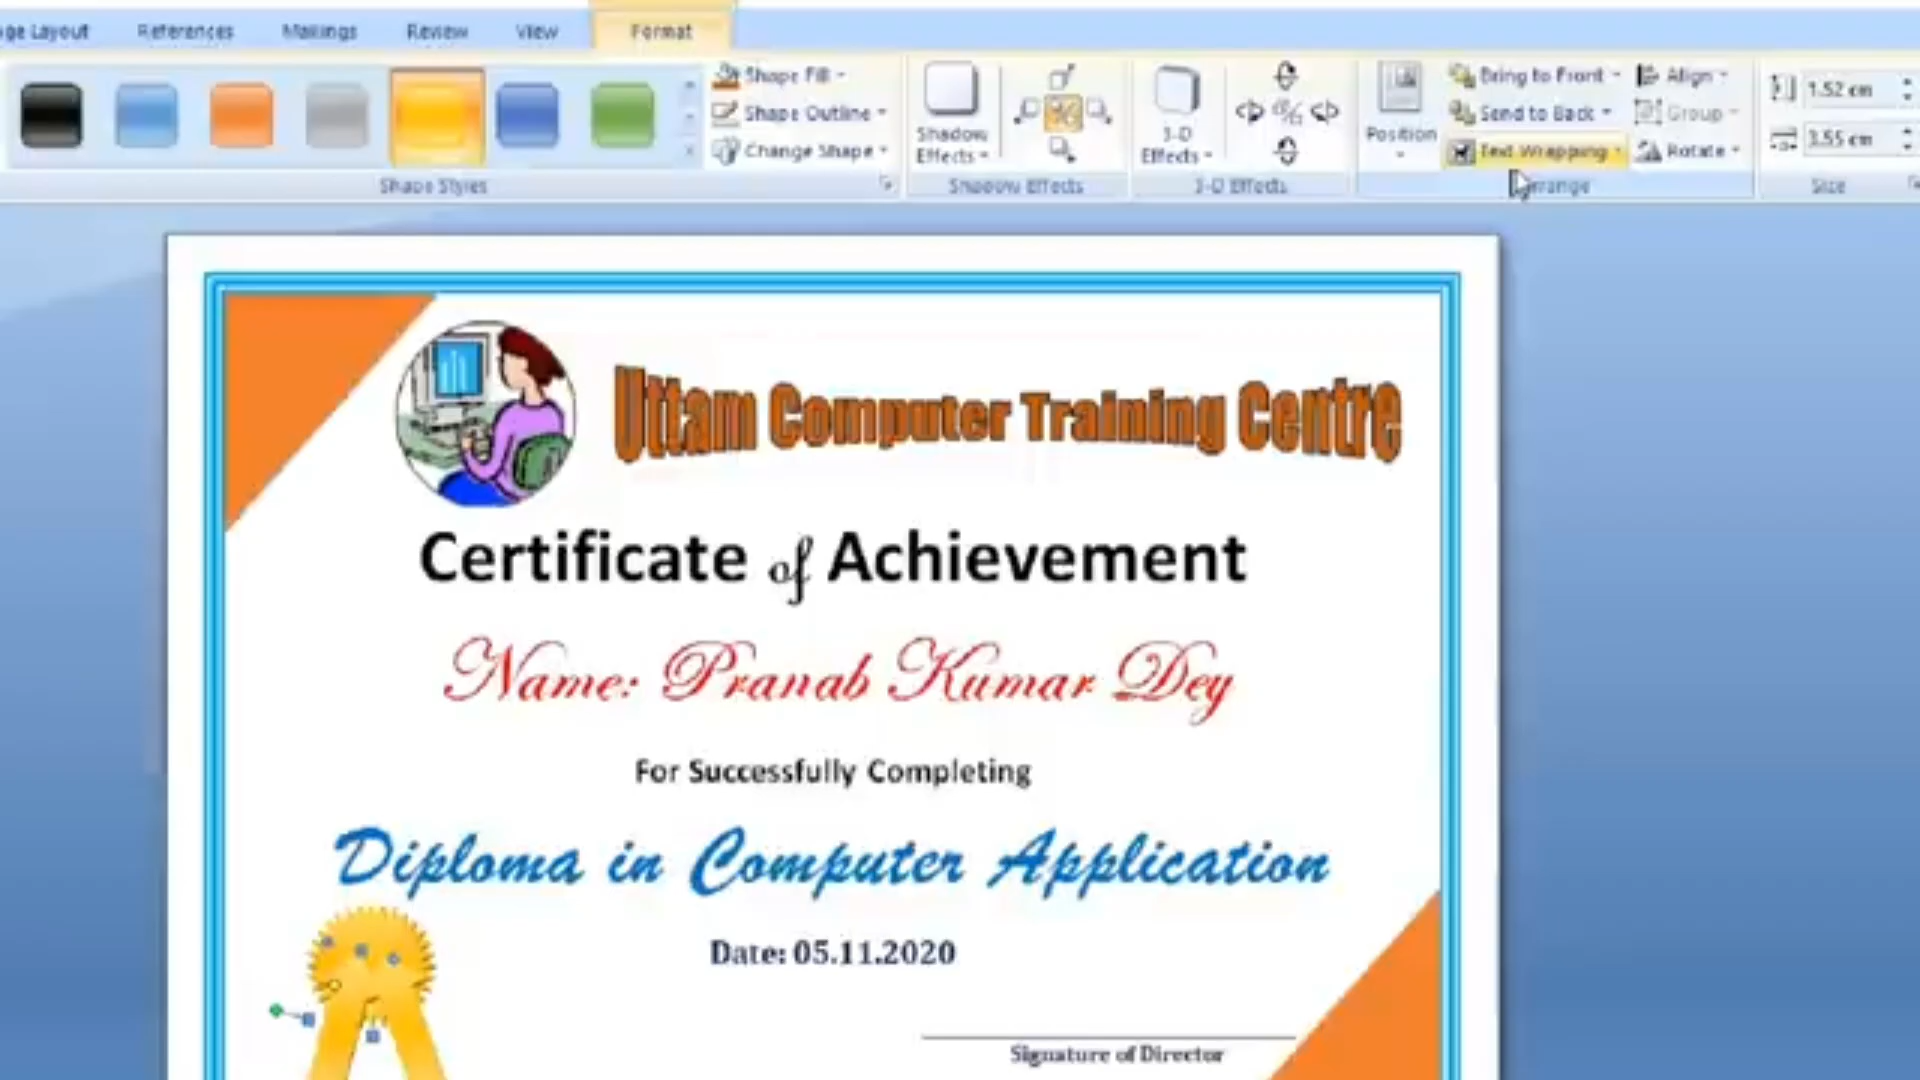 ge Layout References Mailings Review View Format
Shape Fill
Shape Outline
Change Shape
Shadow Effects
3-D Effects
Position
Bring to Front
Send to Back
Text Wrapping
Align
Group
Rotate
1.52 cm
3.55 cm
Shape Styles Shadow Effects 3-D Effects rrange Size
Uttam Computer Training Centre
Certificate of Achievement
Name: Pranab Kumar Dey
For Successfully Completing
Diploma in Computer Application
Date: 05.11.2020
Signature of Director